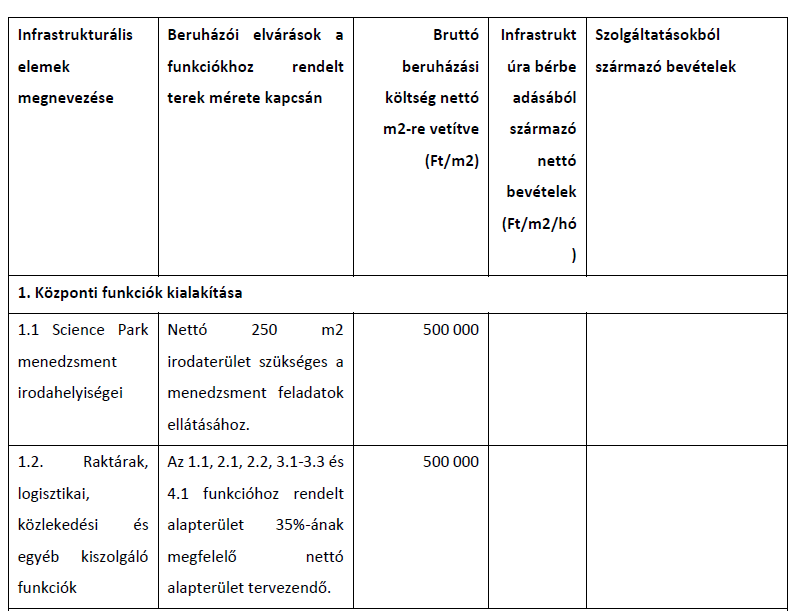 Infrastrukturális
elemek
megnevezése
Beruházói elvárások a
funkciókhoz rendelt
terek mérete kapcsán
Bruttó
beruházási
költség nettó
m2-re vetítve
(Ft/m2)
Infrastrukt
úra bérbe
adásából
származó
nettó
bevételek
(Ft/m2/hó
)
Szolgáltatásokból
származó bevételek
1. Központi funkciók kialakítása
1.1 Science Park
menedzsment
irodahelyiségei
Nettó 250 m2
irodaterület szükséges a
menedzsment feladatok
ellátásához.
500 000
1.2. Raktárak,
logisztikai,
közlekedési és
egyéb kiszolgáló
funkciók
Az 1.1, 2.1, 2.2, 3.1-3.3 és
4.1 funkcióhoz rendelt
alapterület 35%-ának
megfelelő nettó
alapterület tervezendő.
500 000